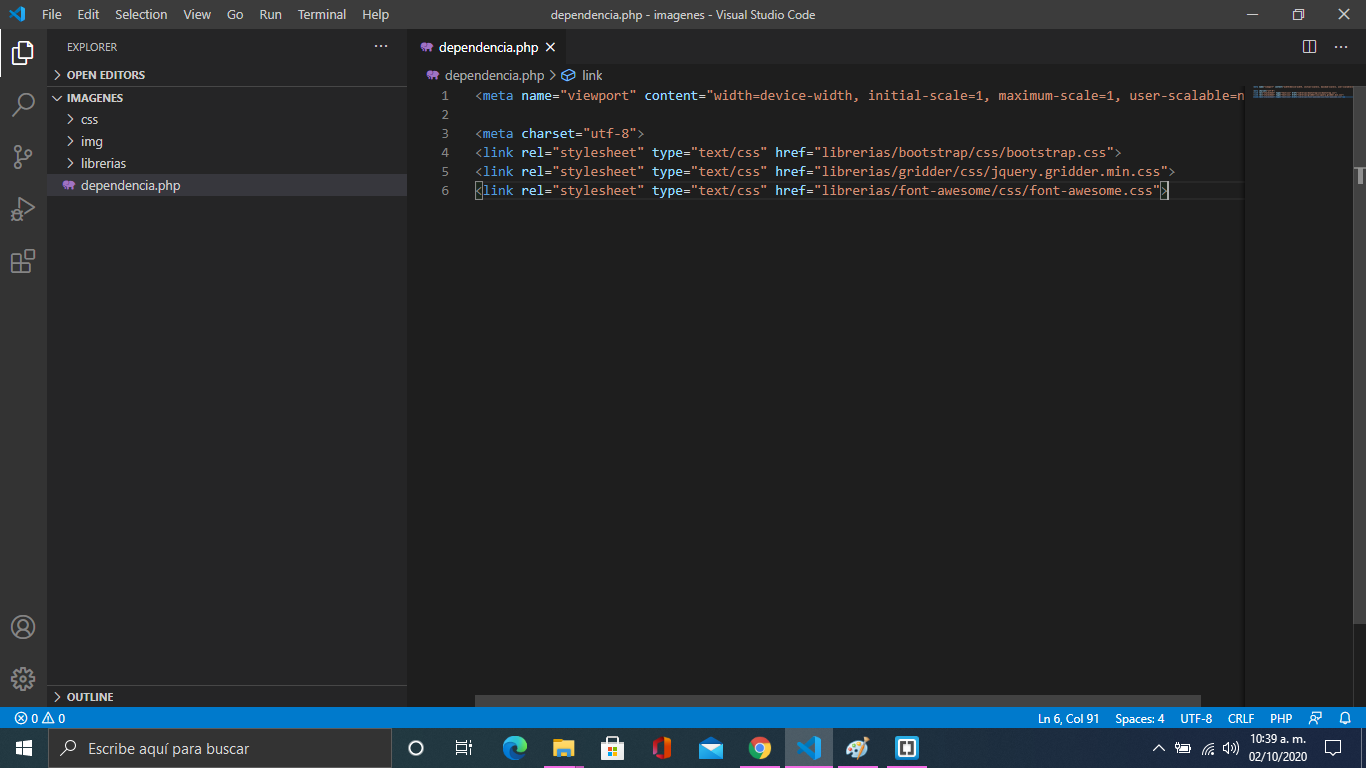 File Edit Selection View Go Run Terminal Help dependencia.php - imagenes - Visual Studio Code
EXPLORER
OPEN EDITORS
IMAGENES
css
img
librerias
dependencia.php
OUTLINE
dependencia.php
dependencia.php link
1 <meta name="viewport" content="width=device-width, initial-scale=1, maximum-scale=1, user-scalable=n
2
3 <meta charset="utf-8">
4 <link rel="stylesheet" type="text/css" href="librerias/bootstrap/css/bootstrap.css">
5 <link rel="stylesheet" type="text/css" href="librerias/gridder/css/jquery.gridder.min.css">
6 <link rel="stylesheet" type="text/css" href="librerias/font-awesome/css/font-awesome.css">
0 0 Ln 6, Col 91 Spaces: 4 UTF-8 CRLF PHP
Escribe aquí para buscar
10:39 a. m.
02/10/2020